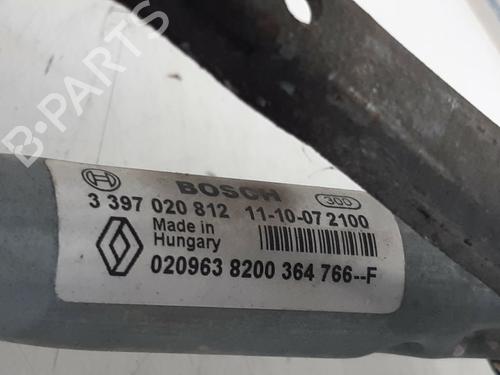 B-PARTS
BOSCH
300
3 397 020 812 11-10-07 2100
Made in
Hungary
020963 8200 364 766--F